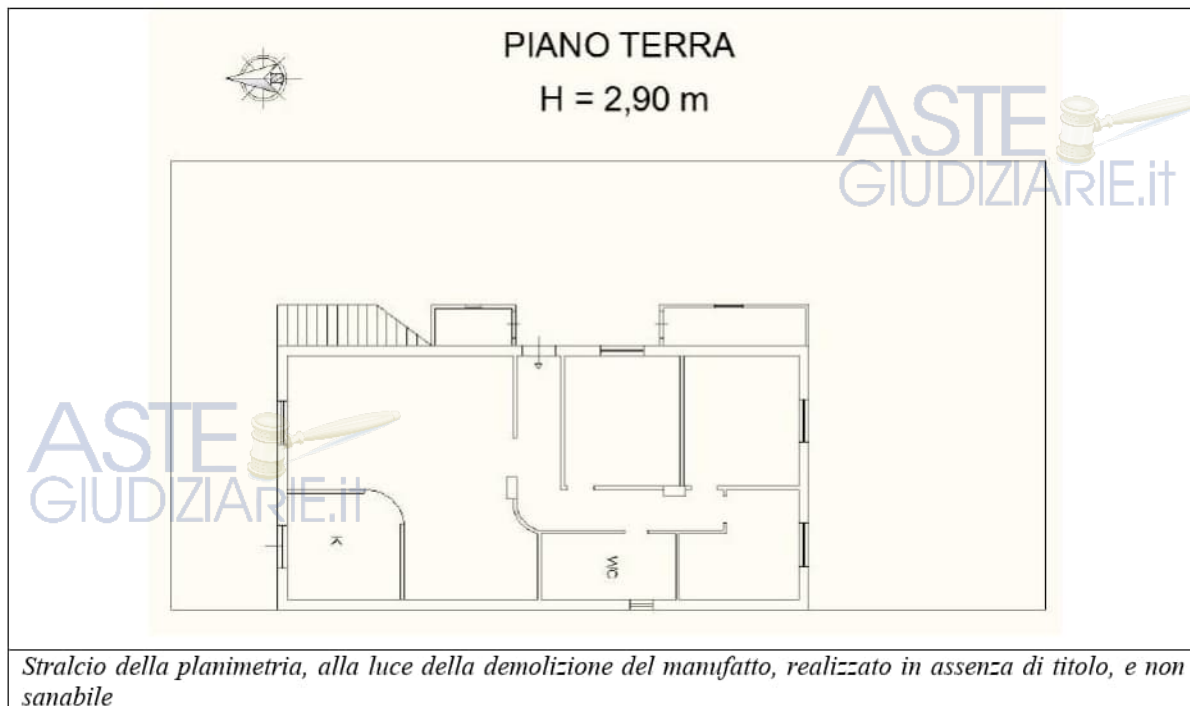 PIANO TERRA
H = 2,90 m
ASTE
GIUDIZIARIE.it
ASTE
GIUDIZIARIE.it
K
WC
Stralcio della planimetria, alla luce della demolizione del manufatto, realizzato in assenza di titolo, e non
sanabile